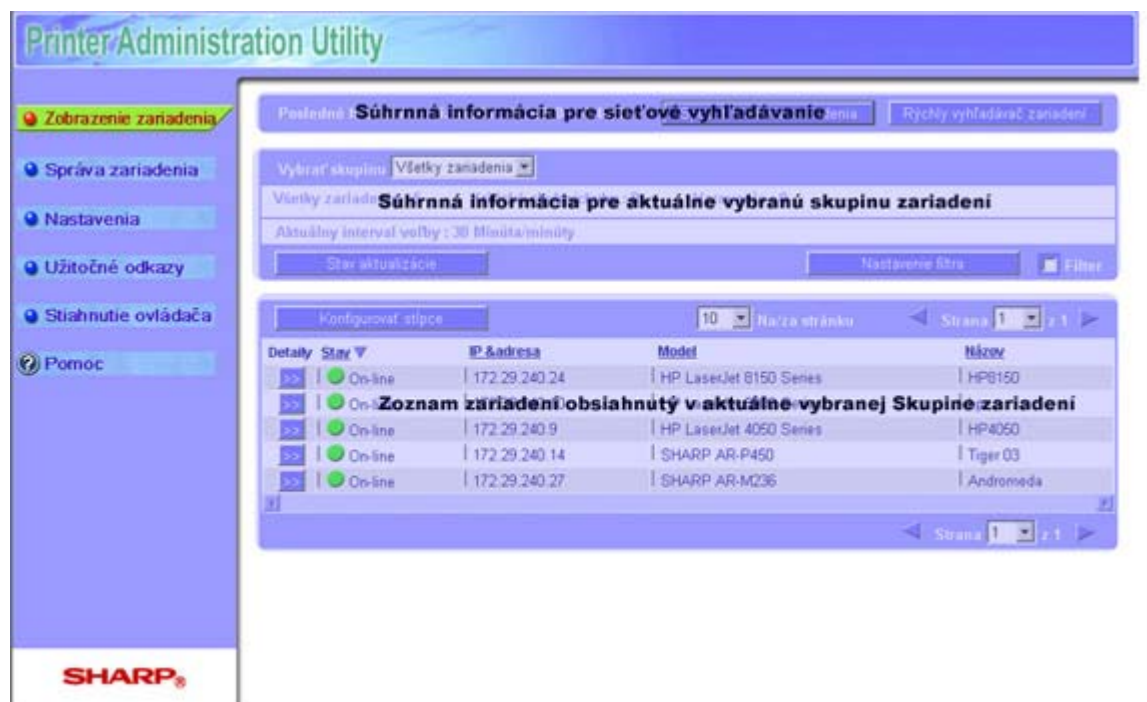 Printer Administration Utility
Zobrazenie zariadenia
Správa zariadenia
Nastavenia
Užitočné odkazy
Stiahnutie ovládača
Pomoc
SHARP®
Posledné Súhrnná informácia pre sieťové vyhľadávanie Rýchly vyhľadávač zariadení
Vybrať skupinu Všetky zariadenia
Všetky Súhrnná informácia pre aktuálne vybranú skupinu zariadení
Aktuálny interval voľby : 30 Minúta/minúty
Stav aktualizácie Nastavenie filtra Filter
Konfigurovať stĺpce 10 Na/za stránku Strana 1 z 1
Detaily Stav IP &adresa Model Názov
>> On-line 172.29.240.24 HP LaserJet 8150 Series HP8150
>> Zoznam zariadení obsiahnutý v aktuálne vybranej Skupine zariadení
>> On-line 172.29.240.9 HP LaserJet 4050 Series HP4050
>> On-line 172.29.240.14 SHARP AR-P450 Tiger 03
>> On-line 172.29.240.27 SHARP AR-M236 Andromeda
Strana 1 z 1